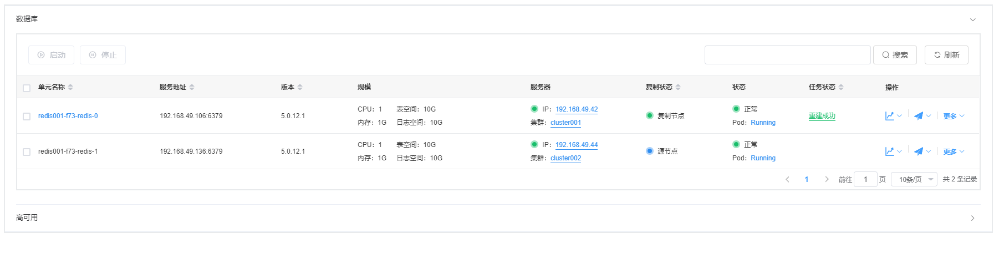 数据库
启动 停止 搜索 刷新
单元名称 服务地址 版本 规模 服务器 复制状态 状态 任务状态 操作
CPU：1 表空间：10G IP：192.168.49.42 正常
redis001-f73-redis-0 192.168.49.106:6379 5.0.12.1 复制节点 重建成功 更多
内存：1G 日志空间：10G 集群：cluster001 Pod：Running
CPU：1 表空间：10G IP：192.168.49.44 正常
redis001-f73-redis-1 192.168.49.136:6379 5.0.12.1 源节点 更多
内存：1G 日志空间：10G 集群：cluster002 Pod：Running
1 前往 1 页 10条/页 共 2 条记录
高可用